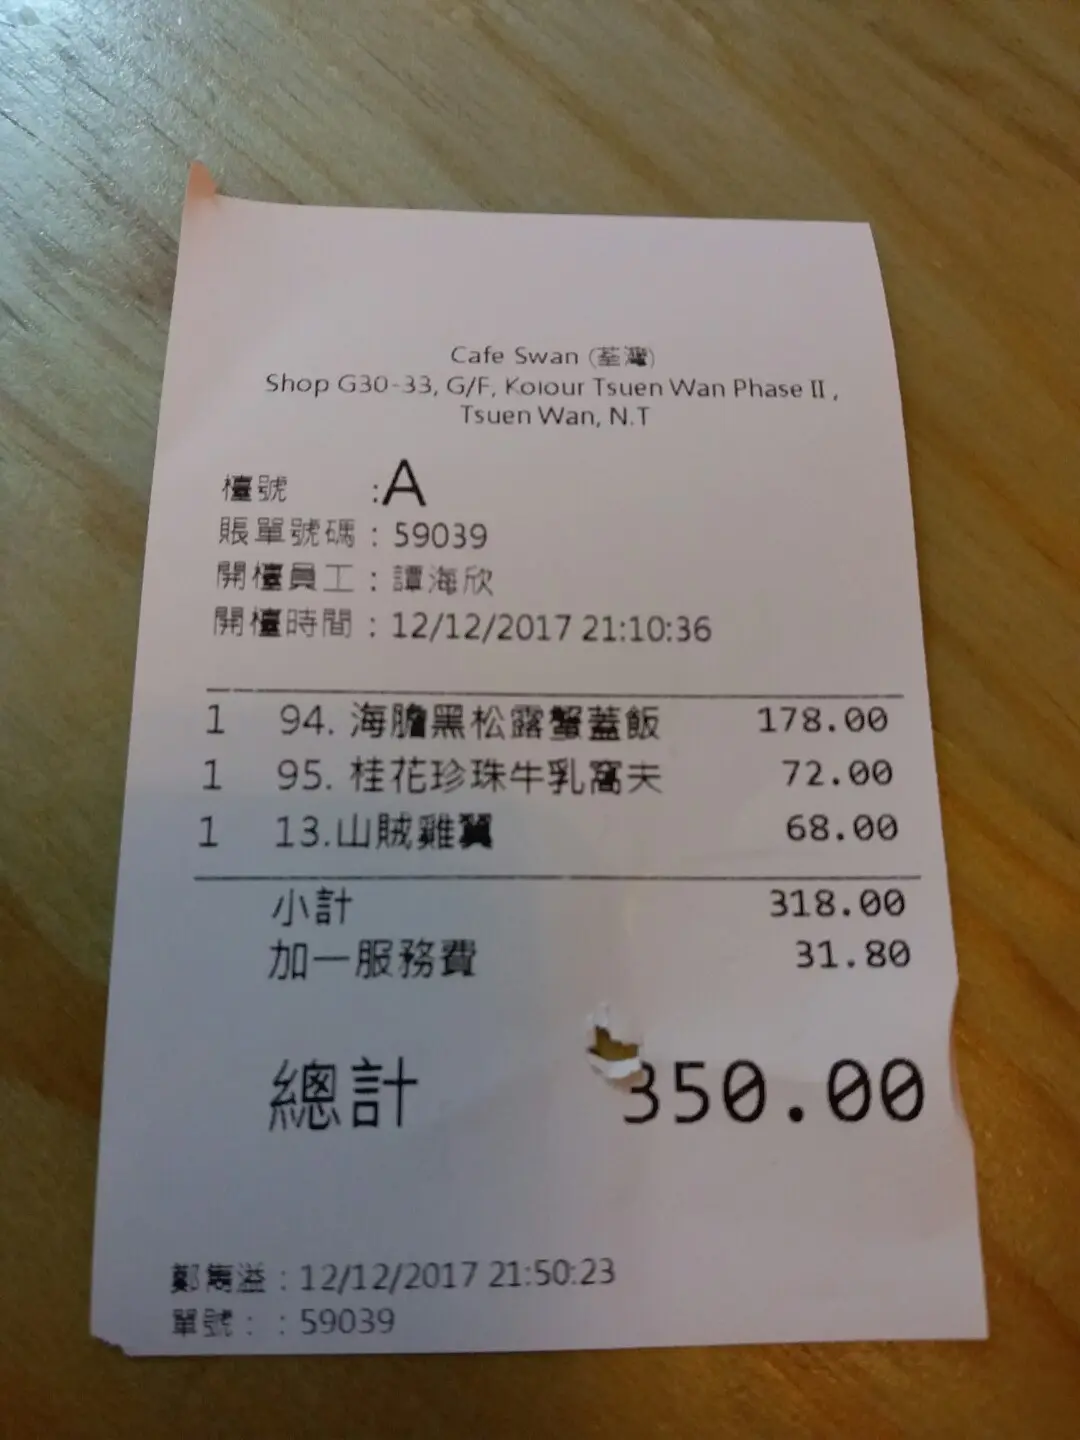 Cafe Swan (荃灣)
Shop G30-33, G/F, Kolour Tsuen Wan Phase II ,
Tsuen Wan, N.T
檯號 :A
賬單號碼 : 59039
開檯員工 : 譚海欣
開檯時間 : 12/12/2017 21:10:36
1 94. 海膽黑松露蟹蓋飯 178.00
1 95. 桂花珍珠牛乳窩夫 72.00
1 13.山賊雞翼 68.00
小計 318.00
加一服務費 31.80
總計 350.00
鄭雋溢 : 12/12/2017 21:50:23
單號 : : 59039